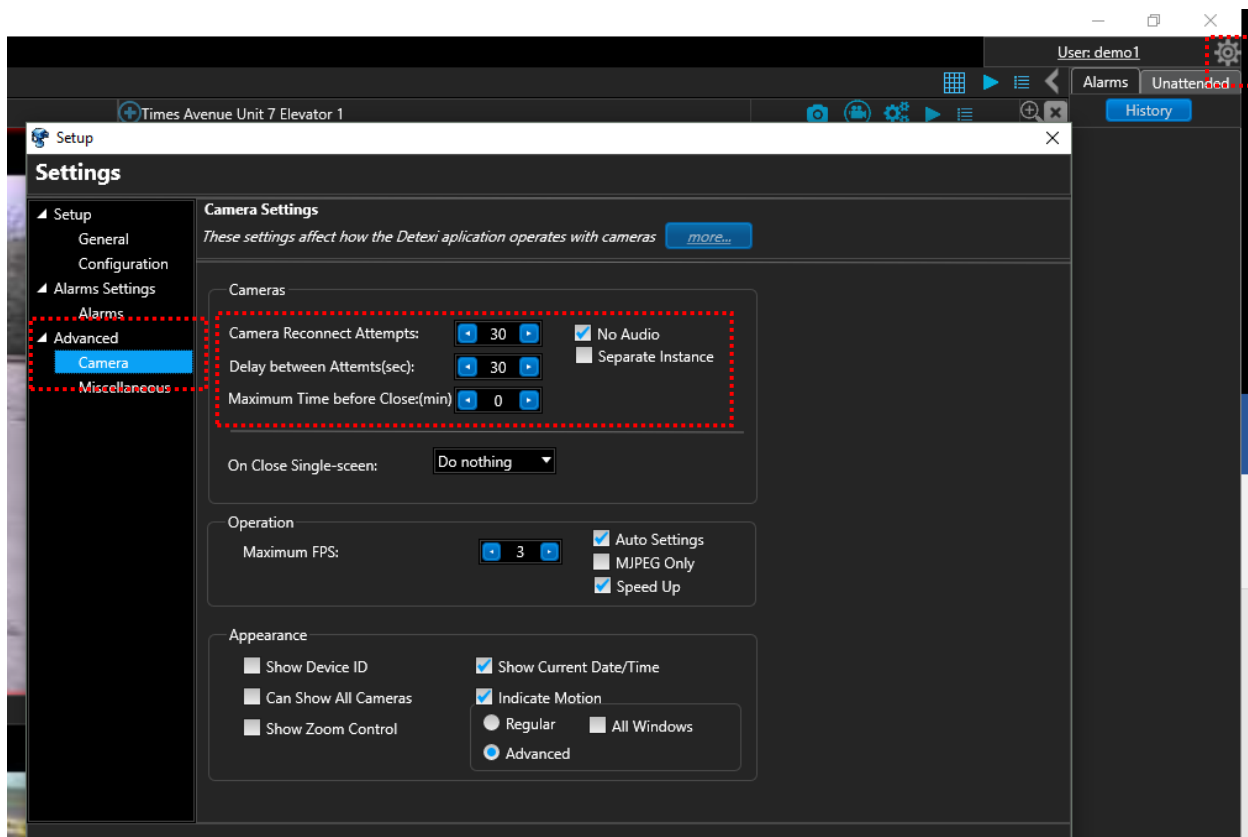 User: demo1
Alarms Unattended
Times Avenue Unit 7 Elevator 1
History
Setup
Settings
Setup
General
Configuration
Alarms Settings
Alarms
Advanced
Camera
Miscellaneous
Camera Settings
These settings affect how the Detexi aplication operates with cameras more...
Cameras
Camera Reconnect Attempts: 30 No Audio
Separate Instance
Delay between Attemts(sec): 30
Maximum Time before Close:(min) 0
On Close Single-sceen: Do nothing
Operation
Maximum FPS: 3 Auto Settings
MJPEG Only
Speed Up
Appearance
Show Device ID Show Current Date/Time
Can Show All Cameras Indicate Motion
Show Zoom Control Regular All Windows
Advanced